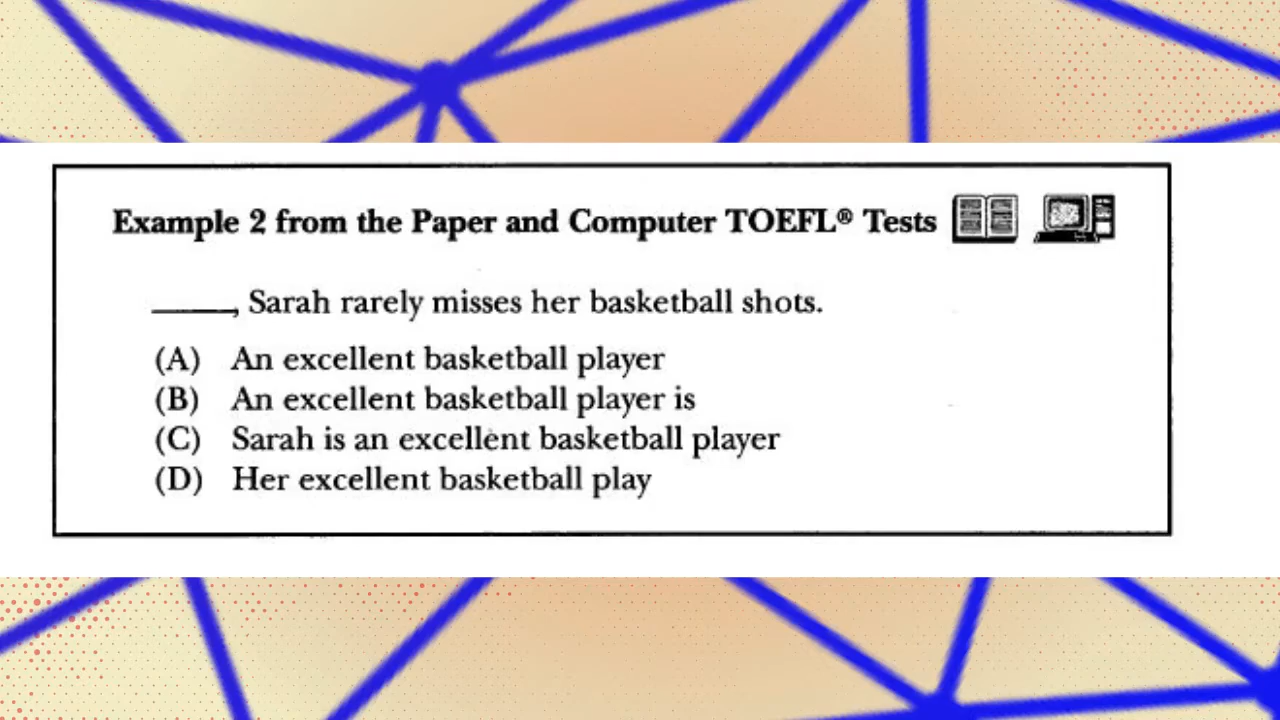 Example 2 from the Paper and Computer TOEFL® Tests
_____, Sarah rarely misses her basketball shots.
(A) An excellent basketball player
(B) An excellent basketball player is
(C) Sarah is an excellent basketball player
(D) Her excellent basketball play